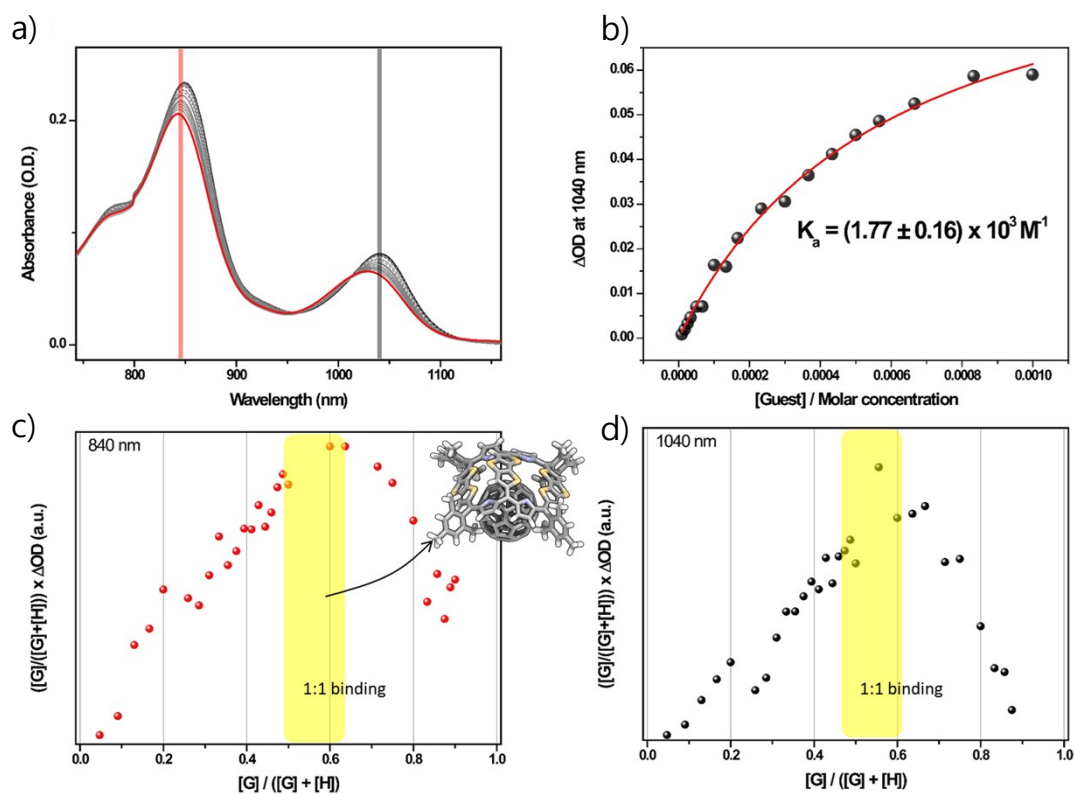 a)
0.2
0.0
Absorbance (O.D.)
800
900
1000
1100
Wavelength (nm)
b)
0.06
0.05
0.04
0.03
0.02
0.01
0.00
ΔOD at 1040 nm
Kₐ = (1.77 ± 0.16) x 10³ M⁻¹
0.0000
0.0002
0.0004
0.0006
0.0008
0.0010
[Guest] / Molar concentration
c)
840 nm
([G]/([G]+[H])) x ΔOD (a.u.)
1:1 binding
0.0
0.2
0.4
0.6
0.8
1.0
[G] / ([G] + [H])
d)
1040 nm
([G]/([G]+[H])) x ΔOD (a.u.)
1:1 binding
0.0
0.2
0.4
0.6
0.8
1.0
[G] / ([G] + [H])